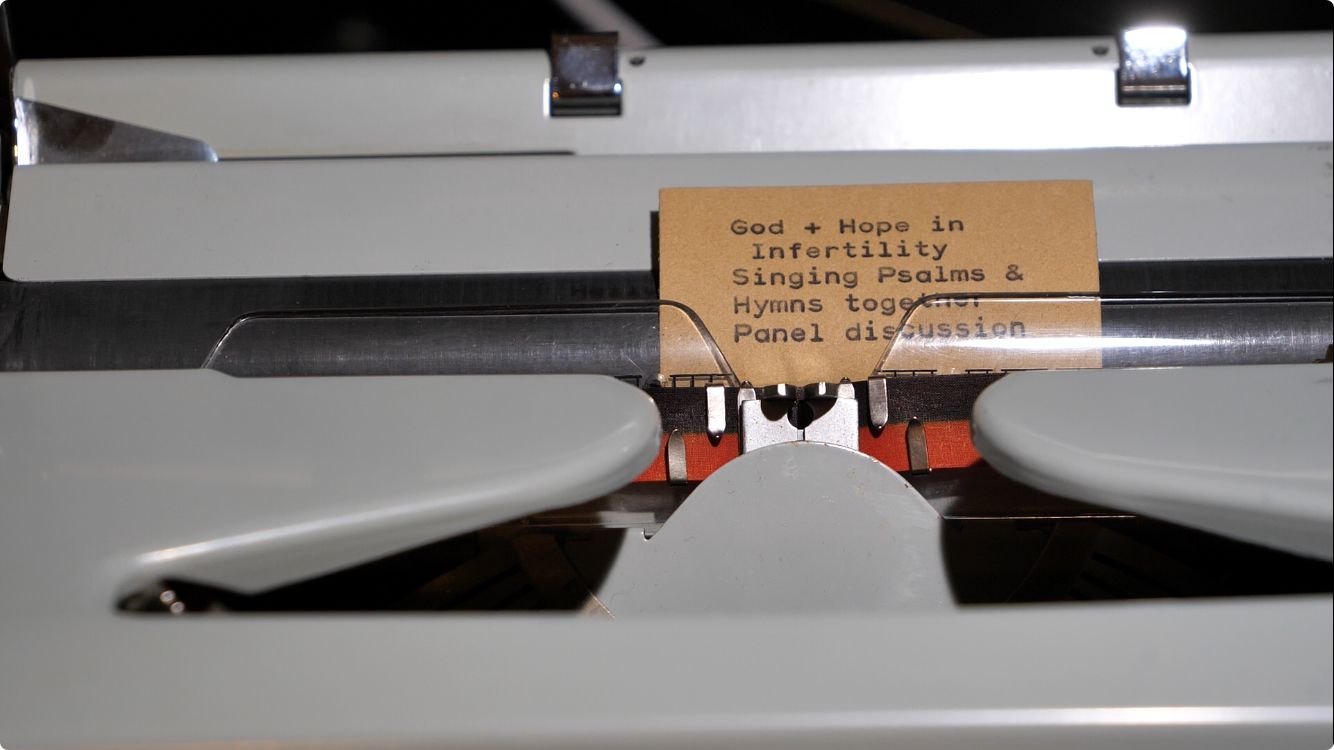 God + Hope in
Infertility
Singing Psalms &
Hymns together
Panel discussion